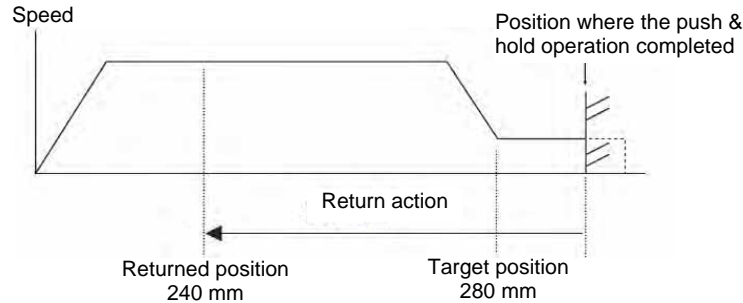 Speed
Position where the push &
hold operation completed
Return action
Returned position
240 mm
Target position
280 mm